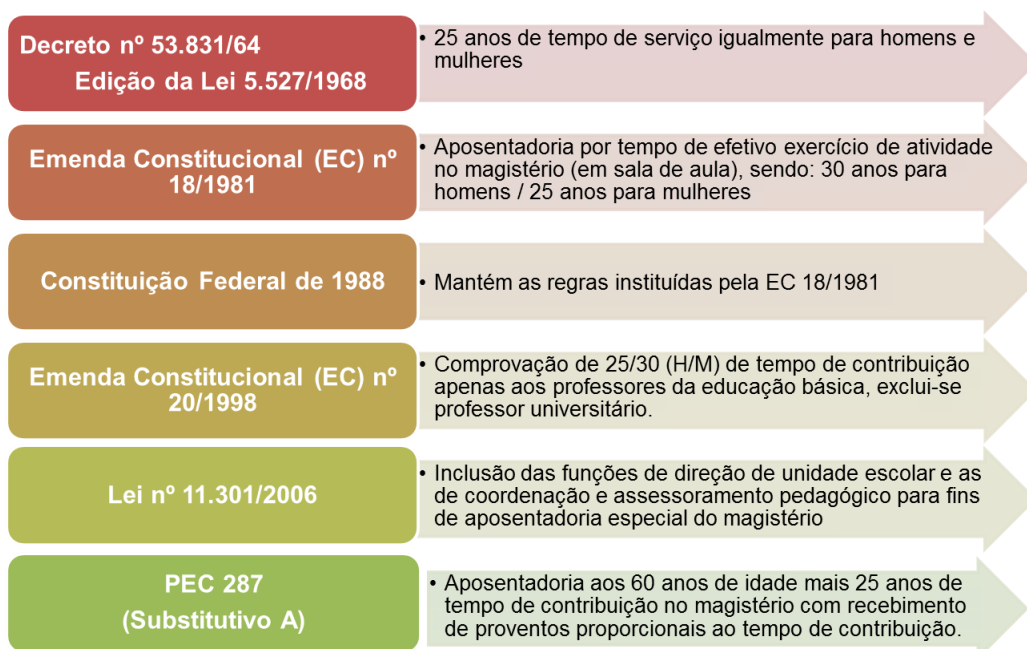 Decreto nº 53.831/64
Edição da Lei 5.527/1968
• 25 anos de tempo de serviço igualmente para homens e
mulheres
Emenda Constitucional (EC) nº
18/1981
• Aposentadoria por tempo de efetivo exercício de atividade
no magistério (em sala de aula), sendo: 30 anos para
homens / 25 anos para mulheres
Constituição Federal de 1988
• Mantém as regras instituídas pela EC 18/1981
Emenda Constitucional (EC) nº
20/1998
• Comprovação de 25/30 (H/M) de tempo de contribuição
apenas aos professores da educação básica, exclui-se
professor universitário.
Lei nº 11.301/2006
• Inclusão das funções de direção de unidade escolar e as
de coordenação e assessoramento pedagógico para fins
de aposentadoria especial do magistério
PEC 287
(Substitutivo A)
• Aposentadoria aos 60 anos de idade mais 25 anos de
tempo de contribuição no magistério com recebimento
de proventos proporcionais ao tempo de contribuição.